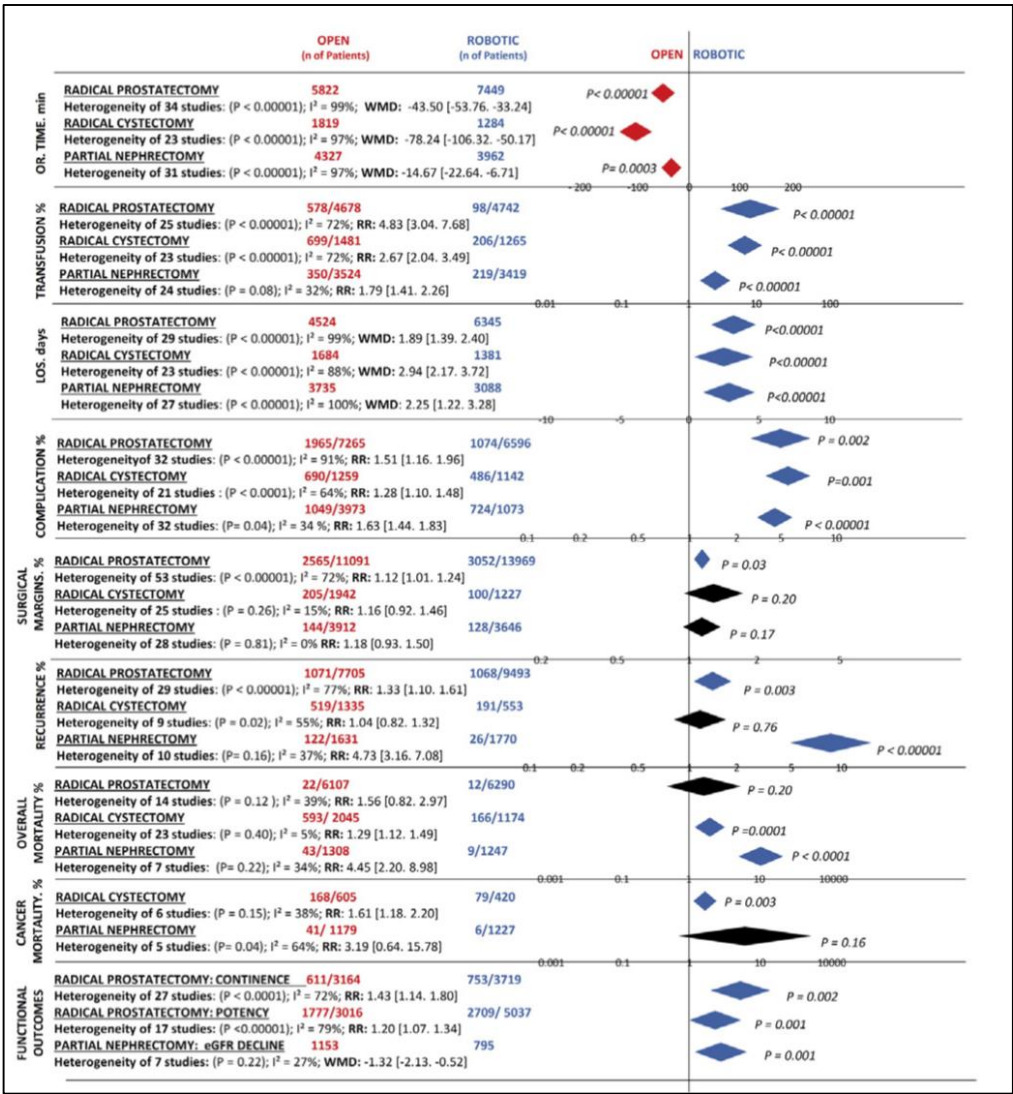 OPEN ROBOTIC
(n of Patients) (n of Patients) OPEN ROBOTIC
OR. TIME. min
RADICAL PROSTATECTOMY 5822 7449
Heterogeneity of 34 studies: (P < 0.00001); I² = 99%; WMD: -43.50 [-53.76. -33.24) P< 0.00001
RADICAL CYSTECTOMY 1819 1284
Heterogeneity of 23 studies: (P < 0.00001); I² = 97%; WMD: -78.24 [-106.32. -50.17) P< 0.00001
PARTIAL NEPHRECTOMY 4327 3962
Heterogeneity of 31 studies: (P < 0.00001); I² = 97%; WMD: -14.67 [-22.64. -6.71] P= 0.0003
-200 -100 0 100 200
TRANSFUSION %
RADICAL PROSTATECTOMY 578/4678 98/4742
Heterogeneity of 25 studies: (P < 0.00001); I² = 72%; RR: 4.83 [3.04. 7.68] P< 0.00001
RADICAL CYSTECTOMY 699/1481 206/1265
Heterogeneity of 23 studies: (P < 0.00001); I² = 72%; RR: 2.67 [2.04. 3.49] P< 0.00001
PARTIAL NEPHRECTOMY 350/3524 219/3419
Heterogeneity of 24 studies: (P = 0.08); I² = 32%; RR: 1.79 [1.41. 2.26] P< 0.00001
0.01 0.1 1 10 100
LOS. days
RADICAL PROSTATECTOMY 4524 6345
Heterogeneity of 29 studies: (P < 0.00001); I² = 99%; WMD: 1.89 [1.39. 2.40] P<0.00001
RADICAL CYSTECTOMY 1684 1381
Heterogeneity of 23 studies: (P < 0.00001); I² = 88%; WMD: 2.94 [2.17. 3.72] P<0.00001
PARTIAL NEPHRECTOMY 3735 3088
Heterogeneity of 27 studies: (P < 0.00001); I² = 100%; WMD: 2.25 [1.22. 3.28] P<0.00001
-10 -5 0 5 10
COMPLICATION %
RADICAL PROSTATECTOMY 1965/7265 1074/6596
Heterogeneityof 32 studies: (P < 0.00001); I² = 91%; RR: 1.51 [1.16. 1.96] P = 0.002
RADICAL CYSTECTOMY 690/1259 486/1142
Heterogeneity of 21 studies : (P < 0.0001); I² = 64%; RR: 1.28 [1.10. 1.48] P=0.001
PARTIAL NEPHRECTOMY 1049/3973 724/1073
Heterogeneity of 32 studies: (P= 0.04); I² = 34 %; RR: 1.63 [1.44. 1.83] P < 0.00001
0.1 0.2 0.5 1 2 5 10
SURGICAL MARGINS. %
RADICAL PROSTATECTOMY 2565/11091 3052/13969
Heterogeneity of 53 studies: (P < 0.00001); I² = 72%; RR: 1.12 [1.01. 1.24] P = 0.03
RADICAL CYSTECTOMY 205/1942 100/1227
Heterogeneity of 25 studies : (P = 0.26); I² = 15%; RR: 1.16 [0.92. 1.46] P = 0.20
PARTIAL NEPHRECTOMY 144/3912 128/3646
Heterogeneity of 28 studies: (P = 0.81); I² = 0% RR: 1.18 [0.93. 1.50] P = 0.17
0.2 0.5 1 2 5
RECURRENCE %
RADICAL PROSTATECTOMY 1071/7705 1068/9493
Heterogeneity of 29 studies: (P < 0.00001); I² = 77%; RR: 1.33 [1.10. 1.61] P = 0.003
RADICAL CYSTECTOMY 519/1335 191/553
Heterogeneity of 9 studies: (P = 0.02); I² = 55%; RR: 1.04 [0.82. 1.32] P = 0.76
PARTIAL NEPHRECTOMY 122/1631 26/1770
Heterogeneity of 10 studies: (P= 0.16); I² = 37%; RR: 4.73 [3.16. 7.08] P < 0.00001
0.1 0.2 0.5 1 2 5 10
OVERALL MORTALITY %
RADICAL PROSTATECTOMY 22/6107 12/6290
Heterogeneity of 14 studies: (P = 0.12 ); I² = 39%; RR: 1.56 [0.82. 2.97] P = 0.20
RADICAL CYSTECTOMY 593/ 2045 166/1174
Heterogeneity of 23 studies: (P = 0.40); I² = 5%; RR: 1.29 [1.12. 1.49] P =0.0001
PARTIAL NEPHRECTOMY 43/1308 9/1247
Heterogeneity of 7 studies: (P= 0.22); I² = 34%; RR: 4.45 [2.20. 8.98] P < 0.0001
0.001 0.1 1 10 10000
CANCER MORTALITY. %
RADICAL CYSTECTOMY 168/605 79/420
Heterogeneity of 6 studies: (P = 0.15); I² = 38%; RR: 1.61 [1.18. 2.20] P = 0.003
PARTIAL NEPHRECTOMY 41/ 1179 6/1227
Heterogeneity of 5 studies: (P= 0.04); I² = 64%; RR: 3.19 [0.64. 15.78] P = 0.16
0.001 0.1 1 10 10000
FUNCTIONAL OUTCOMES
RADICAL PROSTATECTOMY: CONTINENCE 611/3164 753/3719
Heterogeneity of 27 studies: (P < 0.0001); I² = 72%; RR: 1.43 [1.14. 1.80] P = 0.002
RADICAL PROSTATECTOMY: POTENCY 1777/3016 2709/ 5037
Heterogeneity of 17 studies: (P <0.00001); I² = 79%; RR: 1.20 [1.07. 1.34] P = 0.001
PARTIAL NEPHRECTOMY: eGFR DECLINE 1153 795
Heterogeneity of 7 studies: (P = 0.22); I² = 27%; WMD: -1.32 [-2.13. -0.52] P = 0.001